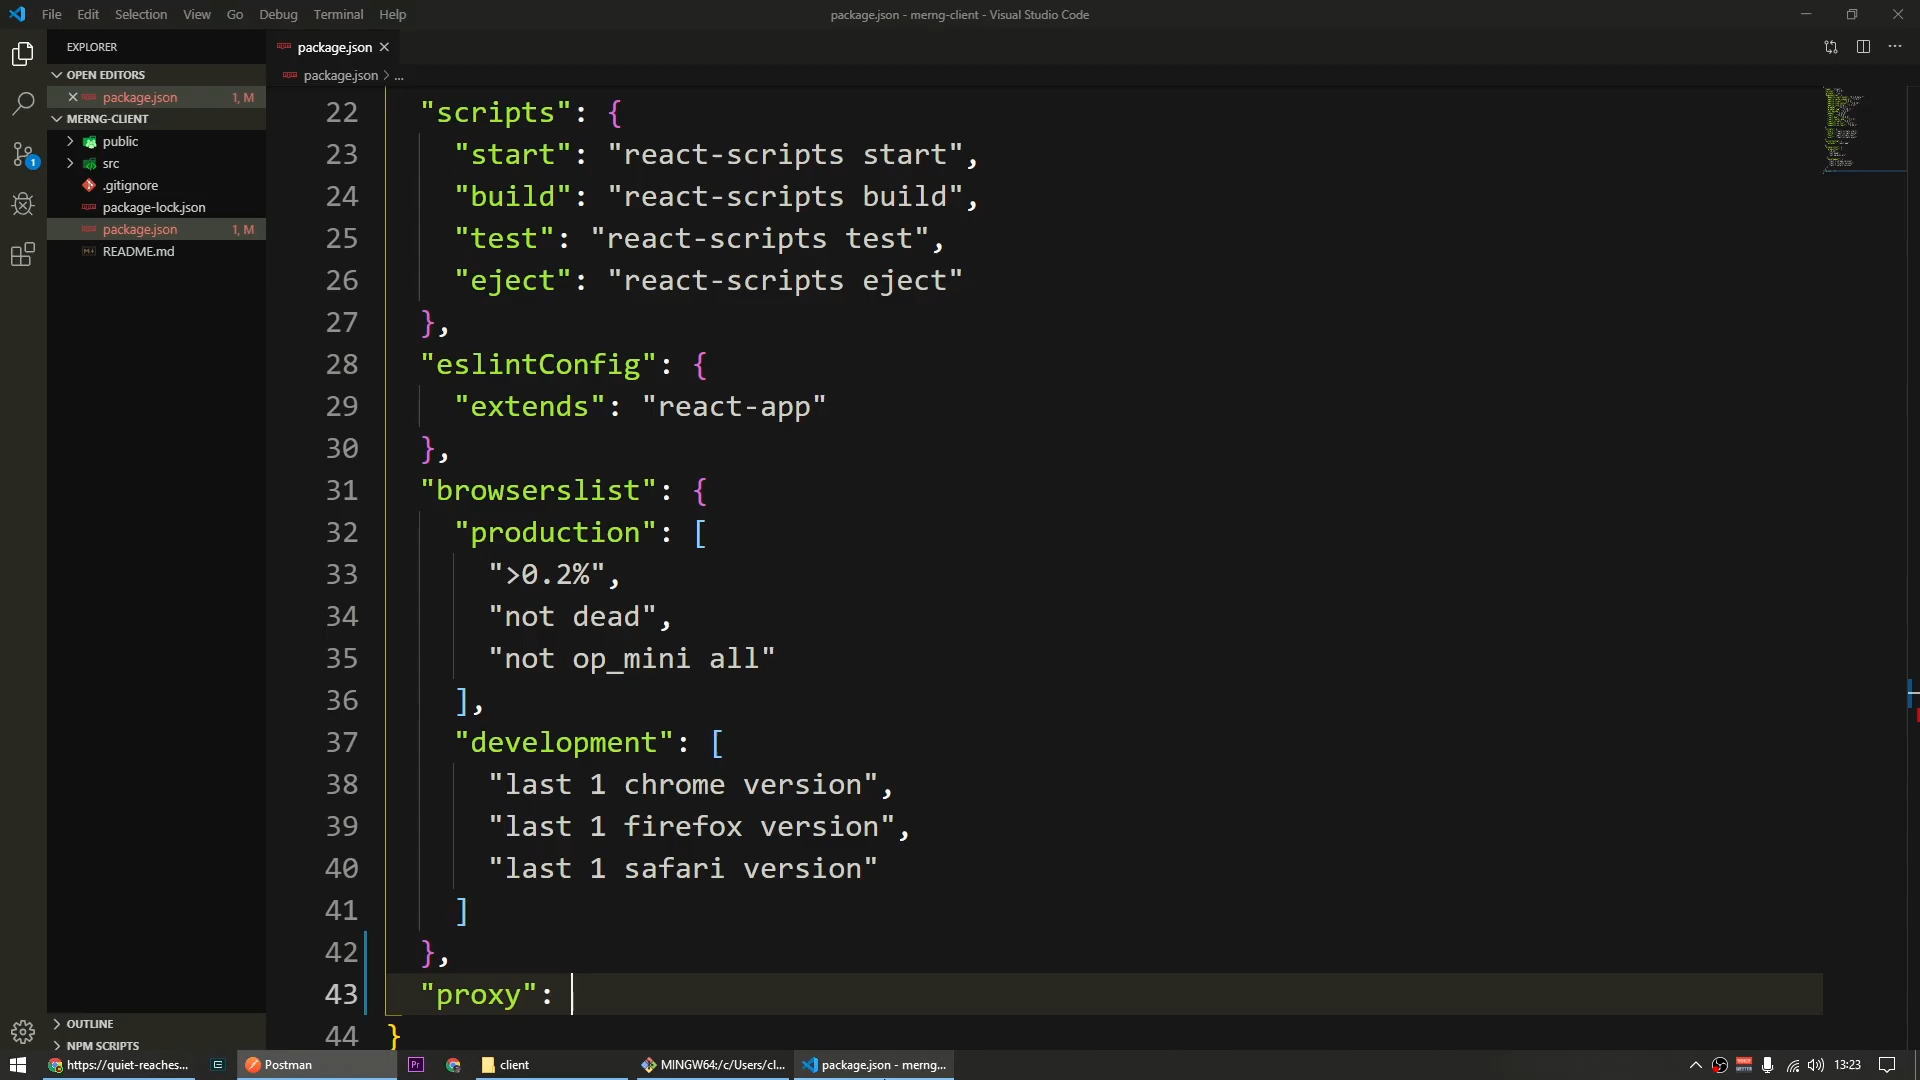 File Edit Selection View Go Debug Terminal Help
package.json - merng-client - Visual Studio Code
EXPLORER
OPEN EDITORS
package.json 1, M
MERNG-CLIENT
public
src
.gitignore
package-lock.json
package.json 1, M
README.md
OUTLINE
NPM SCRIPTS
package.json
package.json > ...
22 "scripts": {
23 "start": "react-scripts start",
24 "build": "react-scripts build",
25 "test": "react-scripts test",
26 "eject": "react-scripts eject"
27 },
28 "eslintConfig": {
29 "extends": "react-app"
30 },
31 "browserslist": {
32 "production": [
33 ">0.2%",
34 "not dead",
35 "not op_mini all"
36 ],
37 "development": [
38 "last 1 chrome version",
39 "last 1 firefox version",
40 "last 1 safari version"
41 ]
42 },
43 "proxy":
44 }
https://quiet-reaches... Postman Pr client MINGW64:/c/Users/cl... package.json - merng... 13:23